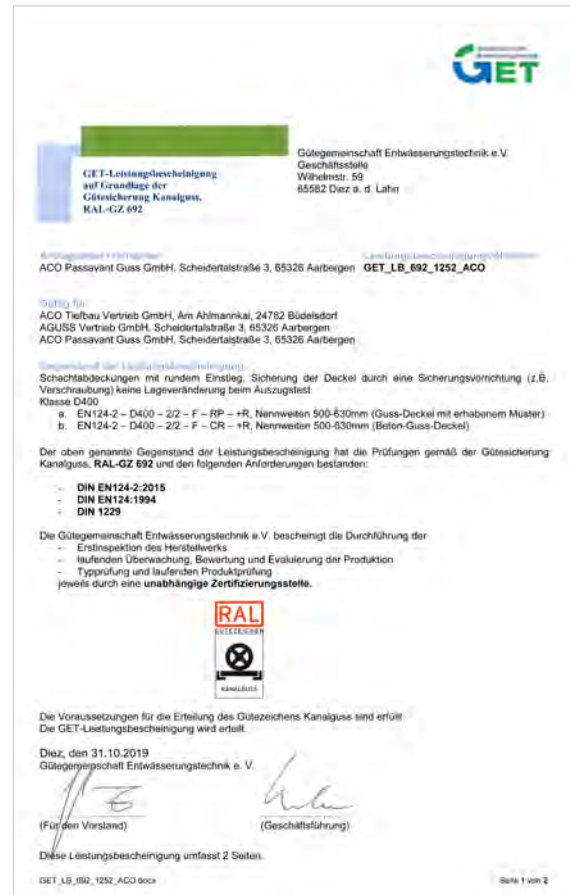 GET
Gütegemeinschaft Entwässerungstechnik e.V.
Geschäftsstelle
Wilhelmstr. 59
65582 Diez a. d. Lahn
GET-Leistungsbescheinigung
auf Grundlage der
Gütesicherung Kanalguss,
RAL-GZ 692
ACO Passavant Guss GmbH, Scheidertalstraße 3, 65326 Aarbergen GET_LB_692_1252_ACO
Gültig für
ACO Tiefbau Vertrieb GmbH, Am Ahlmannkai, 24782 Büdelsdorf
AGUSS Vertrieb GmbH, Scheidertalstraße 3, 65326 Aarbergen
ACO Passavant Guss GmbH, Scheidertalstraße 3, 65326 Aarbergen
Gegenstand der Leistungsbescheinigung
Schachtabdeckungen mit rundem Einstieg, Sicherung der Deckel durch eine Sicherungsvorrichtung (z.B.
Verschraubung) keine Lageveränderung beim Auszugstest
Klasse D400
a. EN124-2 – D400 – 2/2 – F – RP – +R, Nennweiten 500-630mm (Guss-Deckel mit erhabenem Muster)
b. EN124-2 – D400 – 2/2 – F – CR – +R, Nennweiten 500-630mm (Beton-Guss-Deckel)
Der oben genannte Gegenstand der Leistungsbescheinigung hat die Prüfungen gemäß der Gütesicherung
Kanalguss, RAL-GZ 692 und den folgenden Anforderungen bestanden:
- DIN EN124-2:2015
- DIN EN124:1994
- DIN 1229
Die Gütegemeinschaft Entwässerungstechnik e.V. bescheinigt die Durchführung der
- Erstinspektion des Herstellwerks
- laufenden Überwachung, Bewertung und Evaluierung der Produktion
- Typprüfung und laufenden Produktprüfung
jeweils durch eine unabhängige Zertifizierungsstelle.
RAL
GÜTEZEICHEN
KANALGUSS
Die Voraussetzungen für die Erteilung des Gütezeichens Kanalguss sind erfüllt
Die GET-Leistungsbescheinigung wird erteilt.
Diez, den 31.10.2019
Gütegemeinschaft Entwässerungstechnik e. V.
(Für den Vorstand) (Geschäftsführung)
Diese Leistungsbescheinigung umfasst 2 Seiten.
GET_LB_692_1252_ACO.docx Seite 1 von 2